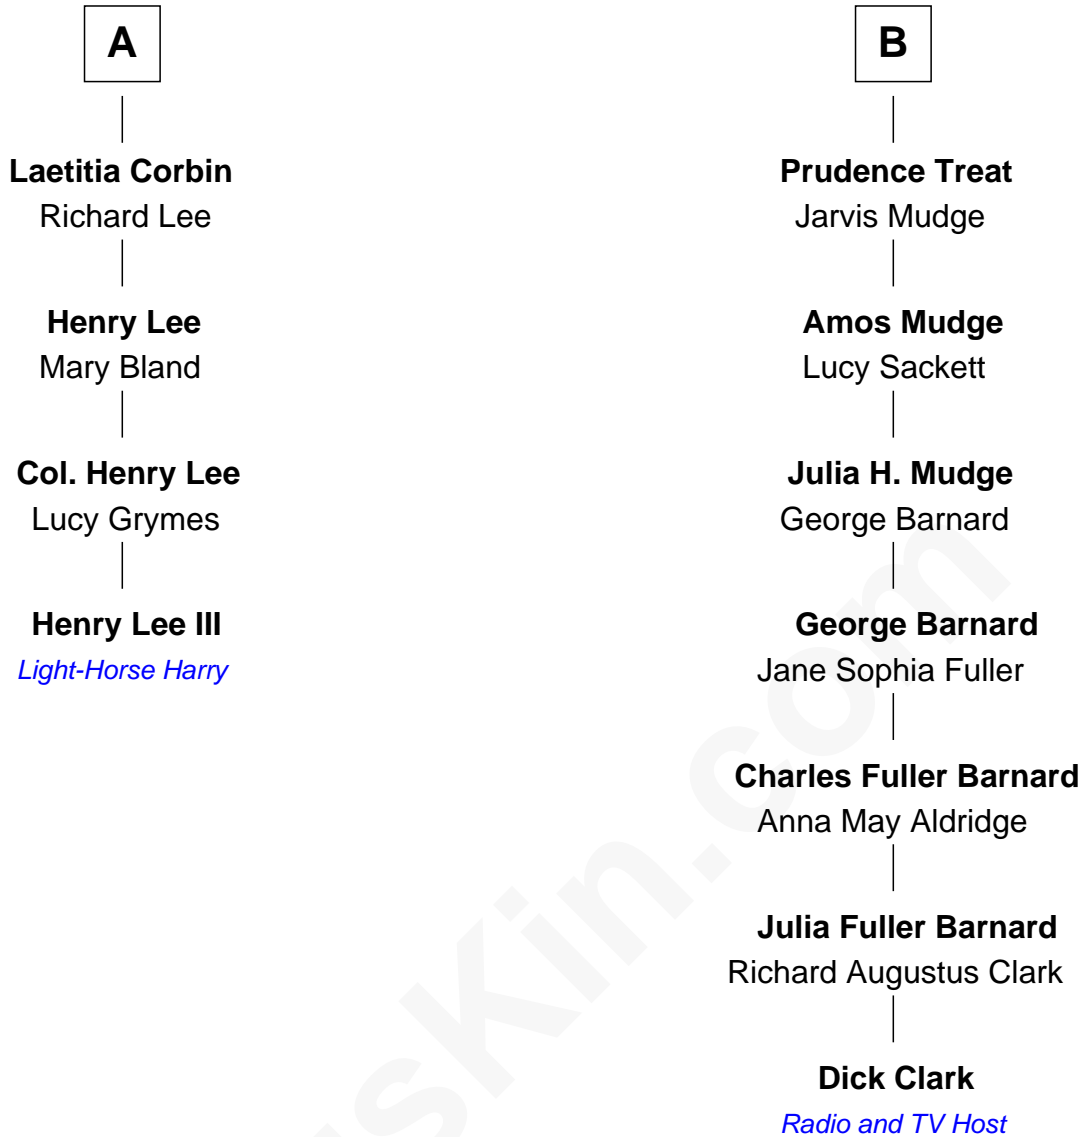 A
Laetitia Corbin
Richard Lee
Henry Lee
Mary Bland
Col. Henry Lee
Lucy Grymes
Henry Lee III
Light-Horse Harry
B
Prudence Treat
Jarvis Mudge
Amos Mudge
Lucy Sackett
Julia H. Mudge
George Barnard
George Barnard
Jane Sophia Fuller
Charles Fuller Barnard
Anna May Aldridge
Julia Fuller Barnard
Richard Augustus Clark
Dick Clark
Radio and TV Host
sKin.com